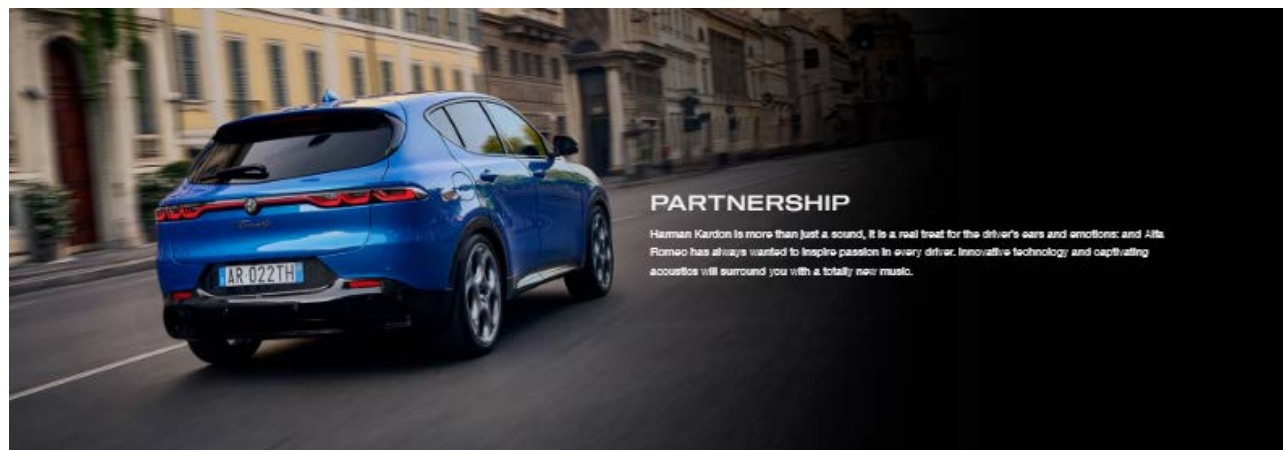 PARTNERSHIP
Harman Kardon is more than just a sound, it is a real treat for the driver's ears and emotions: and Alfa
Romeo has always wanted to inspire passion in every driver. Innovative technology and captivating
acoustics will surround you with a totally new music.
AR 022TH